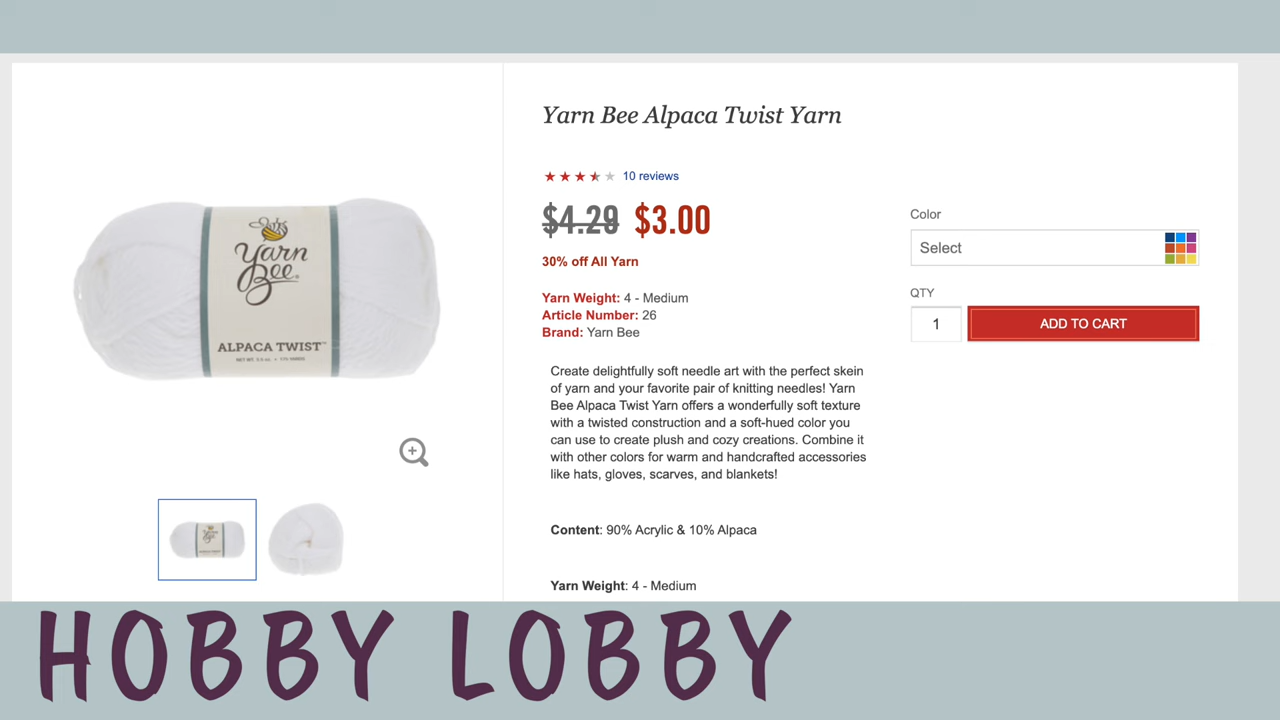 Yarn Bee Alpaca Twist Yarn
10 reviews
$4.29 $3.00
30% off All Yarn
Yarn Weight: 4 - Medium
Article Number: 26
Brand: Yarn Bee
Create delightfully soft needle art with the perfect skein
of yarn and your favorite pair of knitting needles! Yarn
Bee Alpaca Twist Yarn offers a wonderfully soft texture
with a twisted construction and a soft-hued color you
can use to create plush and cozy creations. Combine it
with other colors for warm and handcrafted accessories
like hats, gloves, scarves, and blankets!
Content: 90% Acrylic & 10% Alpaca
Yarn Weight: 4 - Medium
Color
Select
QTY
1
ADD TO CART
Yarn
Bee
ALPACA TWIST™
HOBBY LOBBY